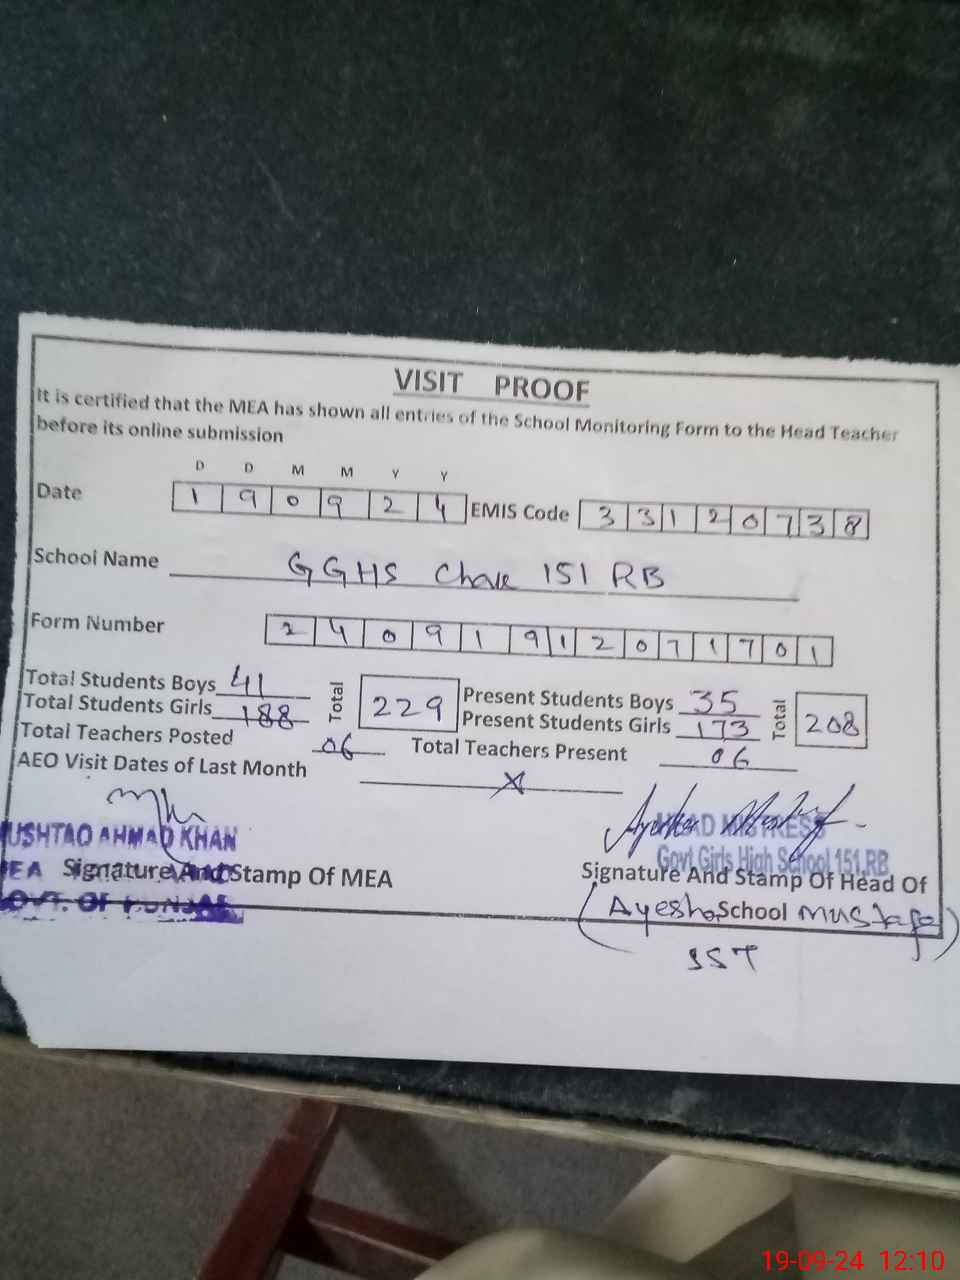 VISIT PROOF
It is certified that the MEA has shown all entries of the School Monitoring Form to the Head Teacher
before its online submission
D D M M Y Y
Date 1 9 0 9 2 4 EMIS Code 3 3 1 2 0 7 3 8
School Name GGHS Chak 151 RB
Form Number 2 4 0 9 1 9 1 2 0 7 1 7 0 1
Total Students Boys 41 Total 229 Present Students Boys 35 Total 208
Total Students Girls 188 Present Students Girls 173
Total Teachers Posted 06 Total Teachers Present 06
AEO Visit Dates of Last Month x
USHTAQ AHMAD KHAN HEAD MISTRESS
Govt Girls High School 151.RB
EA Signature And Stamp Of MEA Signature And Stamp Of Head Of
OVT. OF PUNJAB (Ayesha School Mustafa)
SST
19-09-24 12:10